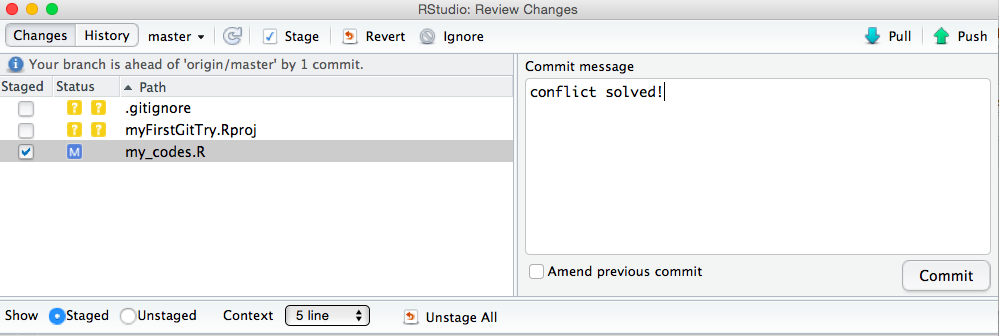 RStudio: Review Changes
Changes History master Stage Revert Ignore Pull Push
Your branch is ahead of 'origin/master' by 1 commit.
Staged Status Path
? ? .gitignore
? ? myFirstGitTry.Rproj
M my_codes.R
Commit message
conflict solved!
Amend previous commit
Commit
Show Staged Unstaged Context 5 line Unstage All